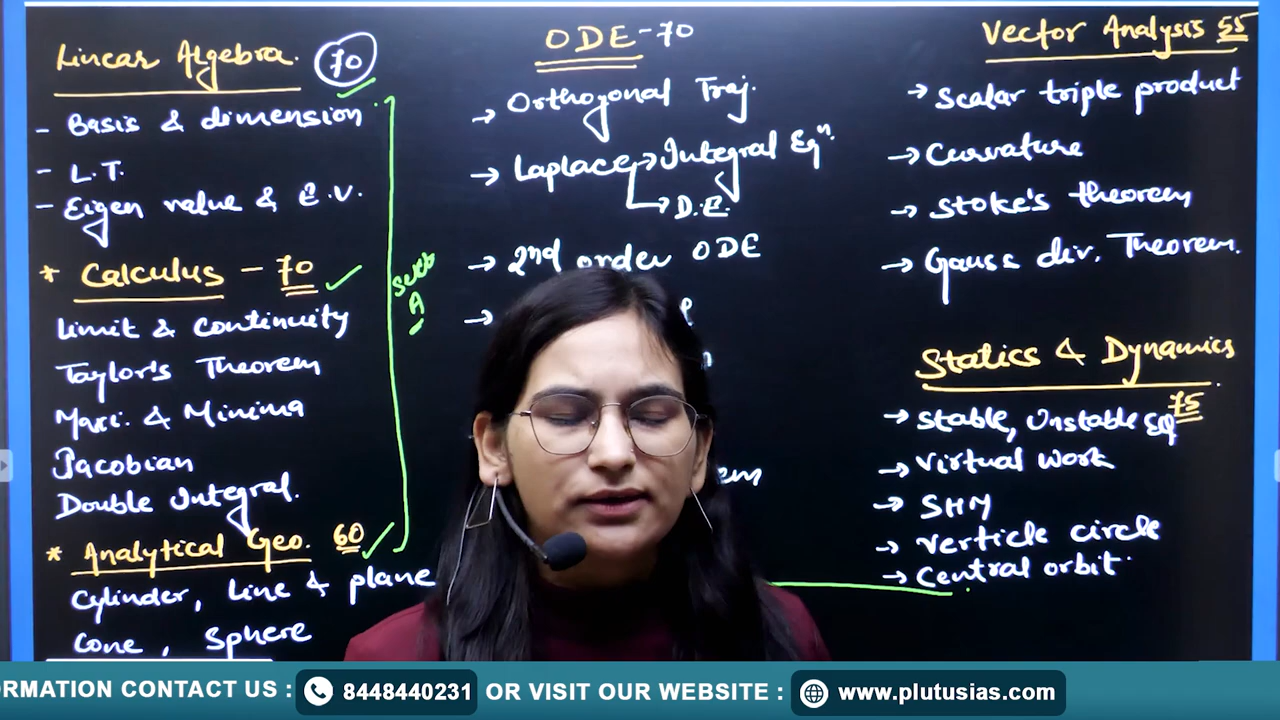 Linear Algebra. 70
- Basis & dimension
- L.T.
- Eigen value & E.V.
* Calculus - 70
Limit & Continuity
Taylor's Theorem
Maxi. & Minima
Jacobian
Double Integral.
* Analytical Geo. 60
Cylinder, Line & plane
Cone, Sphere
A
ODE - 70
→ Orthogonal Traj.
→ Laplace → Integral Eqⁿ.
→ D.E.
→ 2nd order ODE
→
em
Vector Analysis 55
→ Scalar triple product
→ Curvature
→ Stoke's theorem
→ Gauss div. Theorem.
Statics & Dynamics 75
→ Stable, Unstable Eq
→ Virtual work
→ SHM
→ Verticle circle
→ Central orbit
RMATION CONTACT US : 8448440231 OR VISIT OUR WEBSITE : www.plutusias.com